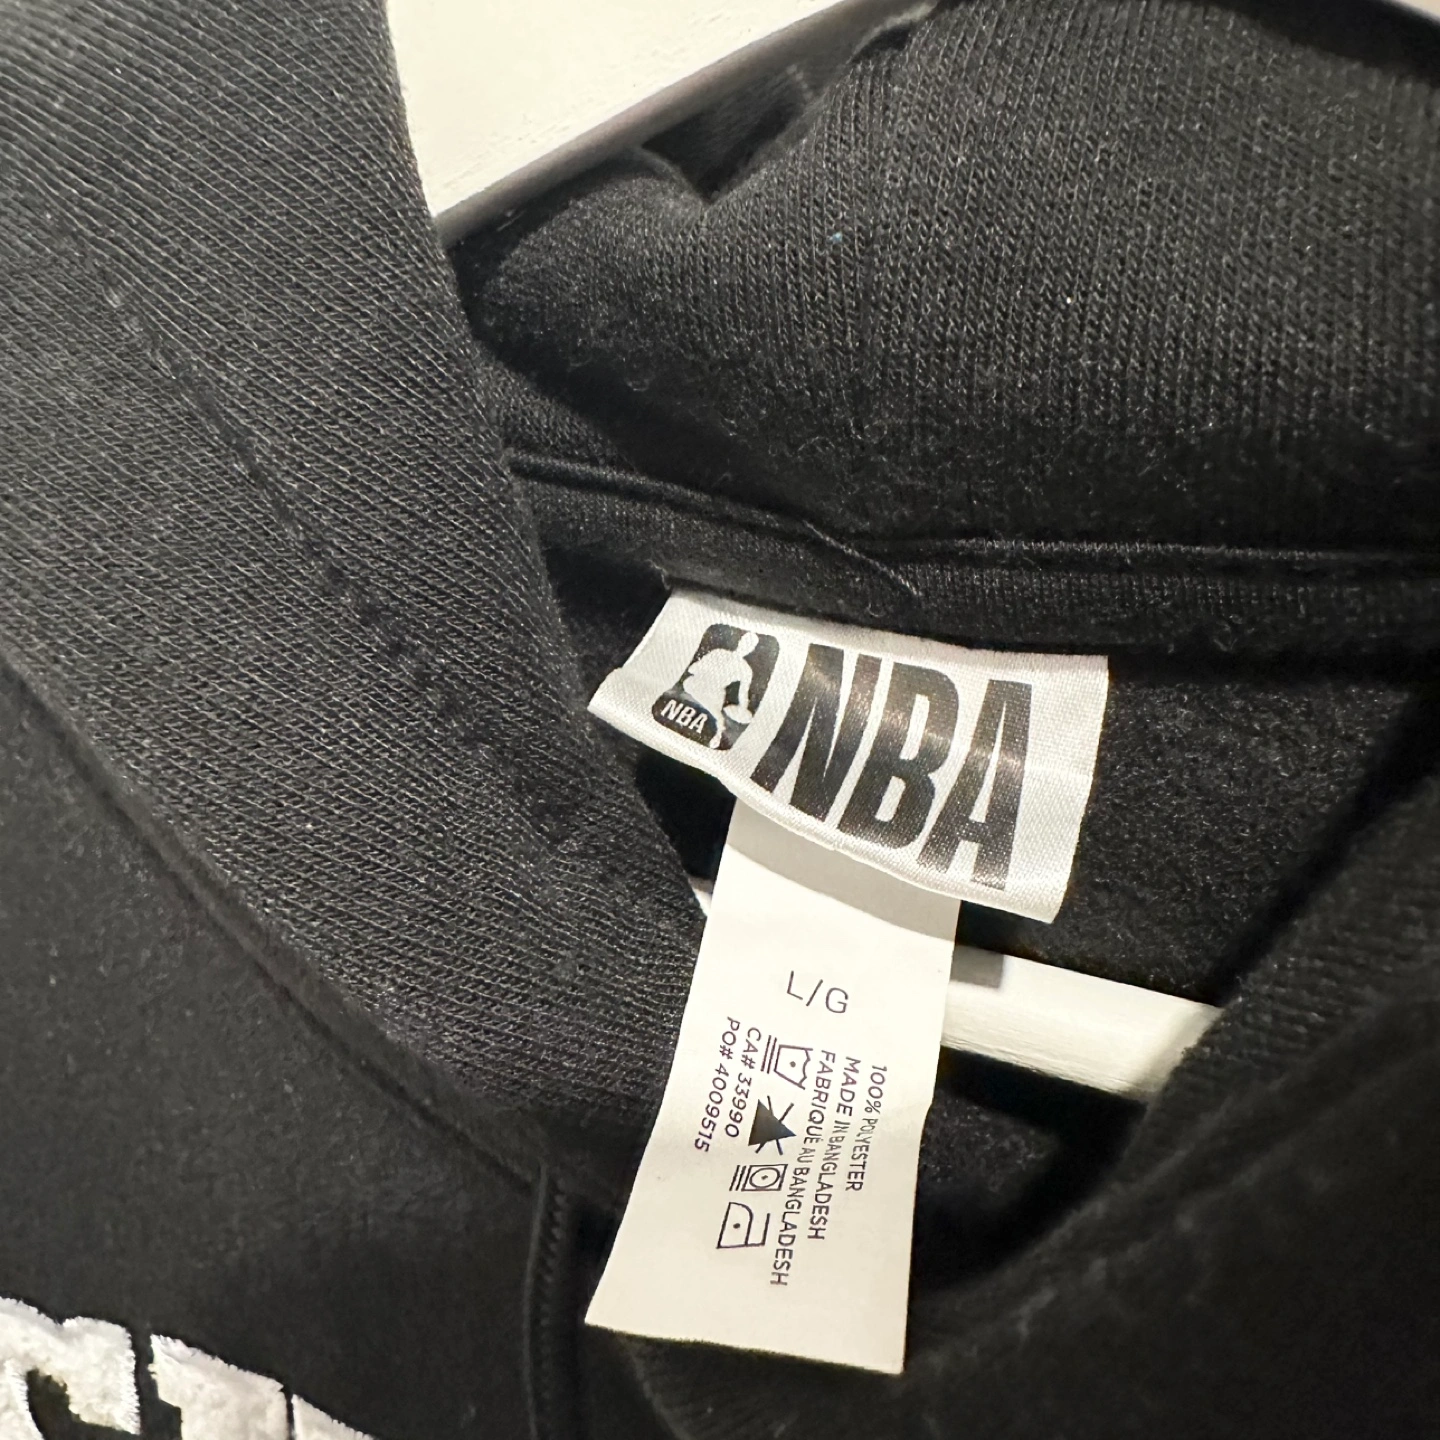 NBA
NBA
L/G
100% POLYESTER
MADE IN BANGLADESH
FABRIQUÉ AU BANGLADESH
CA# 33990
PO# 4009515